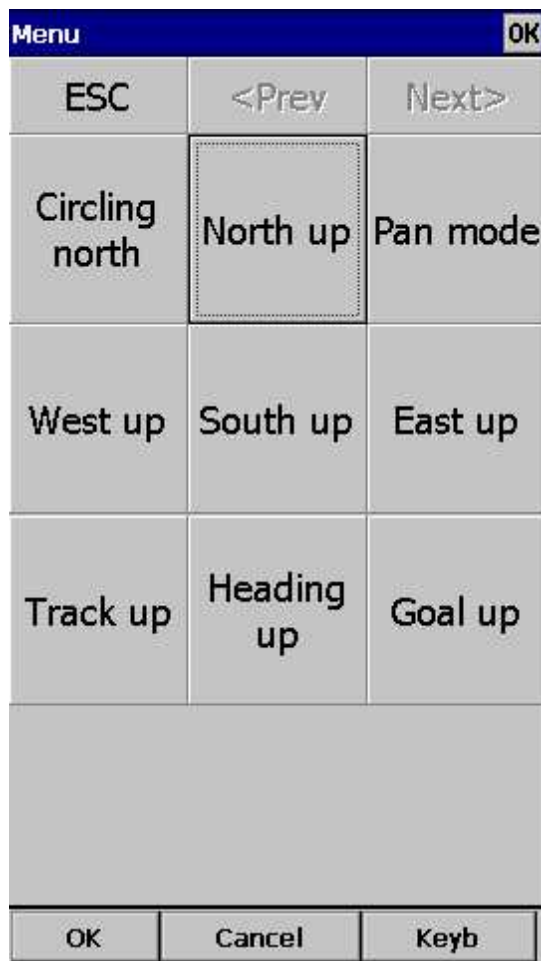 Menu OK
ESC <Prev Next>
Circling
north
North up
Pan mode
West up South up East up
Track up
Heading
up
Goal up
OK Cancel Keyb